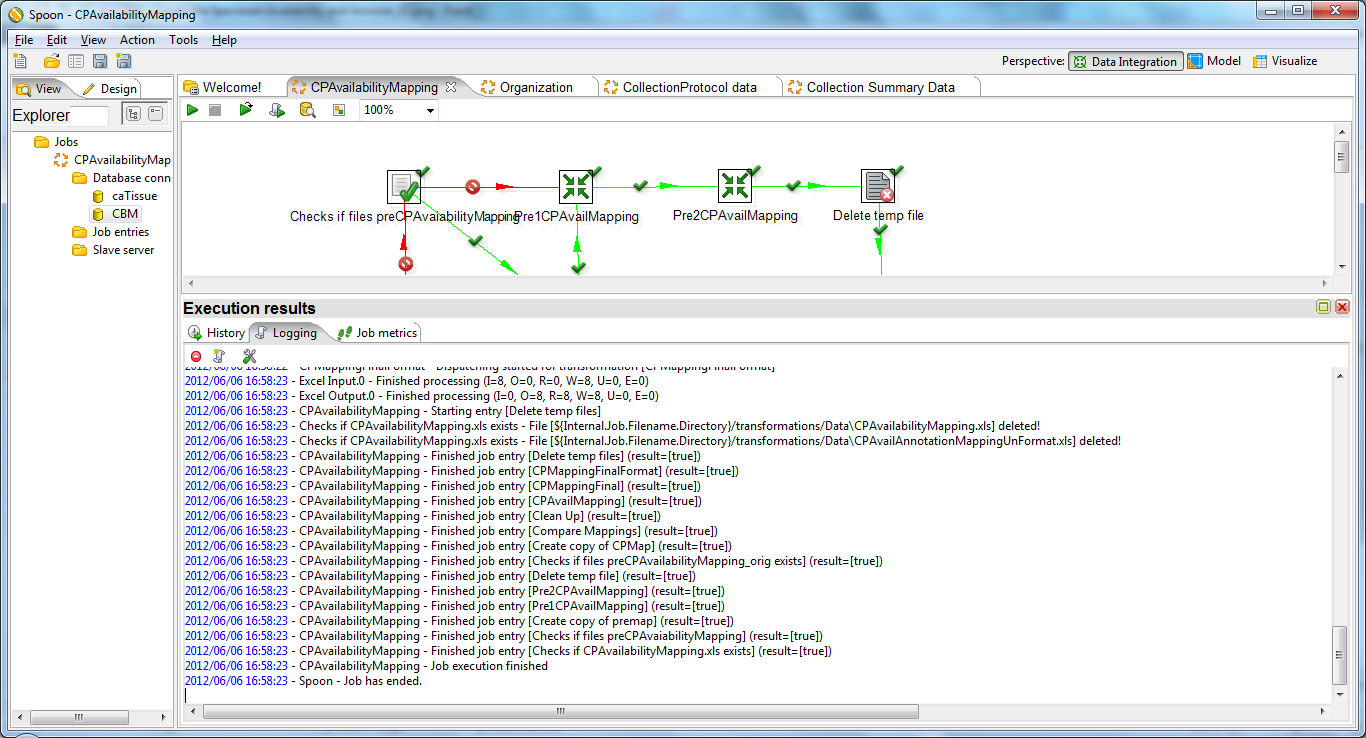 Spoon - CPAvailabilityMapping
File Edit View Action Tools Help
Perspective: Data Integration Model Visualize
View Design
Welcome! CPAvailabilityMapping Organization CollectionProtocol data Collection Summary Data
Explorer
100%
Jobs
CPAvailabilityMap
Database conn
caTissue
CBM
Job entries
Slave server
Checks if files preCPAvaiabilityMapping Pre1CPAvailMapping Pre2CPAvailMapping Delete temp file
Execution results
History Logging Job metrics
2012/06/06 16:58:22 - CPMappingFinalFormat - Dispatching started for transformation [CPMappingFinalFormat]
2012/06/06 16:58:23 - Excel Input.0 - Finished processing (I=8, O=0, R=0, W=8, U=0, E=0)
2012/06/06 16:58:23 - Excel Output.0 - Finished processing (I=0, O=8, R=8, W=8, U=0, E=0)
2012/06/06 16:58:23 - CPAvailabilityMapping - Starting entry [Delete temp files]
2012/06/06 16:58:23 - Checks if CPAvailabilityMapping.xls exists - File [${Internal.Job.Filename.Directory}/transformations/Data\CPAvailabilityMapping.xls] deleted!
2012/06/06 16:58:23 - Checks if CPAvailabilityMapping.xls exists - File [${Internal.Job.Filename.Directory}/transformations/Data\CPAvailAnnotationMappingUnFormat.xls] deleted!
2012/06/06 16:58:23 - CPAvailabilityMapping - Finished job entry [Delete temp files] (result=[true])
2012/06/06 16:58:23 - CPAvailabilityMapping - Finished job entry [CPMappingFinalFormat] (result=[true])
2012/06/06 16:58:23 - CPAvailabilityMapping - Finished job entry [CPMappingFinal] (result=[true])
2012/06/06 16:58:23 - CPAvailabilityMapping - Finished job entry [CPAvailMapping] (result=[true])
2012/06/06 16:58:23 - CPAvailabilityMapping - Finished job entry [Clean Up] (result=[true])
2012/06/06 16:58:23 - CPAvailabilityMapping - Finished job entry [Compare Mappings] (result=[true])
2012/06/06 16:58:23 - CPAvailabilityMapping - Finished job entry [Create copy of CPMap] (result=[true])
2012/06/06 16:58:23 - CPAvailabilityMapping - Finished job entry [Checks if files preCPAvailabilityMapping_orig exists] (result=[true])
2012/06/06 16:58:23 - CPAvailabilityMapping - Finished job entry [Delete temp file] (result=[true])
2012/06/06 16:58:23 - CPAvailabilityMapping - Finished job entry [Pre2CPAvailMapping] (result=[true])
2012/06/06 16:58:23 - CPAvailabilityMapping - Finished job entry [Pre1CPAvailMapping] (result=[true])
2012/06/06 16:58:23 - CPAvailabilityMapping - Finished job entry [Create copy of premap] (result=[true])
2012/06/06 16:58:23 - CPAvailabilityMapping - Finished job entry [Checks if files preCPAvaiabilityMapping] (result=[true])
2012/06/06 16:58:23 - CPAvailabilityMapping - Finished job entry [Checks if CPAvailabilityMapping.xls exists] (result=[true])
2012/06/06 16:58:23 - CPAvailabilityMapping - Job execution finished
2012/06/06 16:58:23 - Spoon - Job has ended.